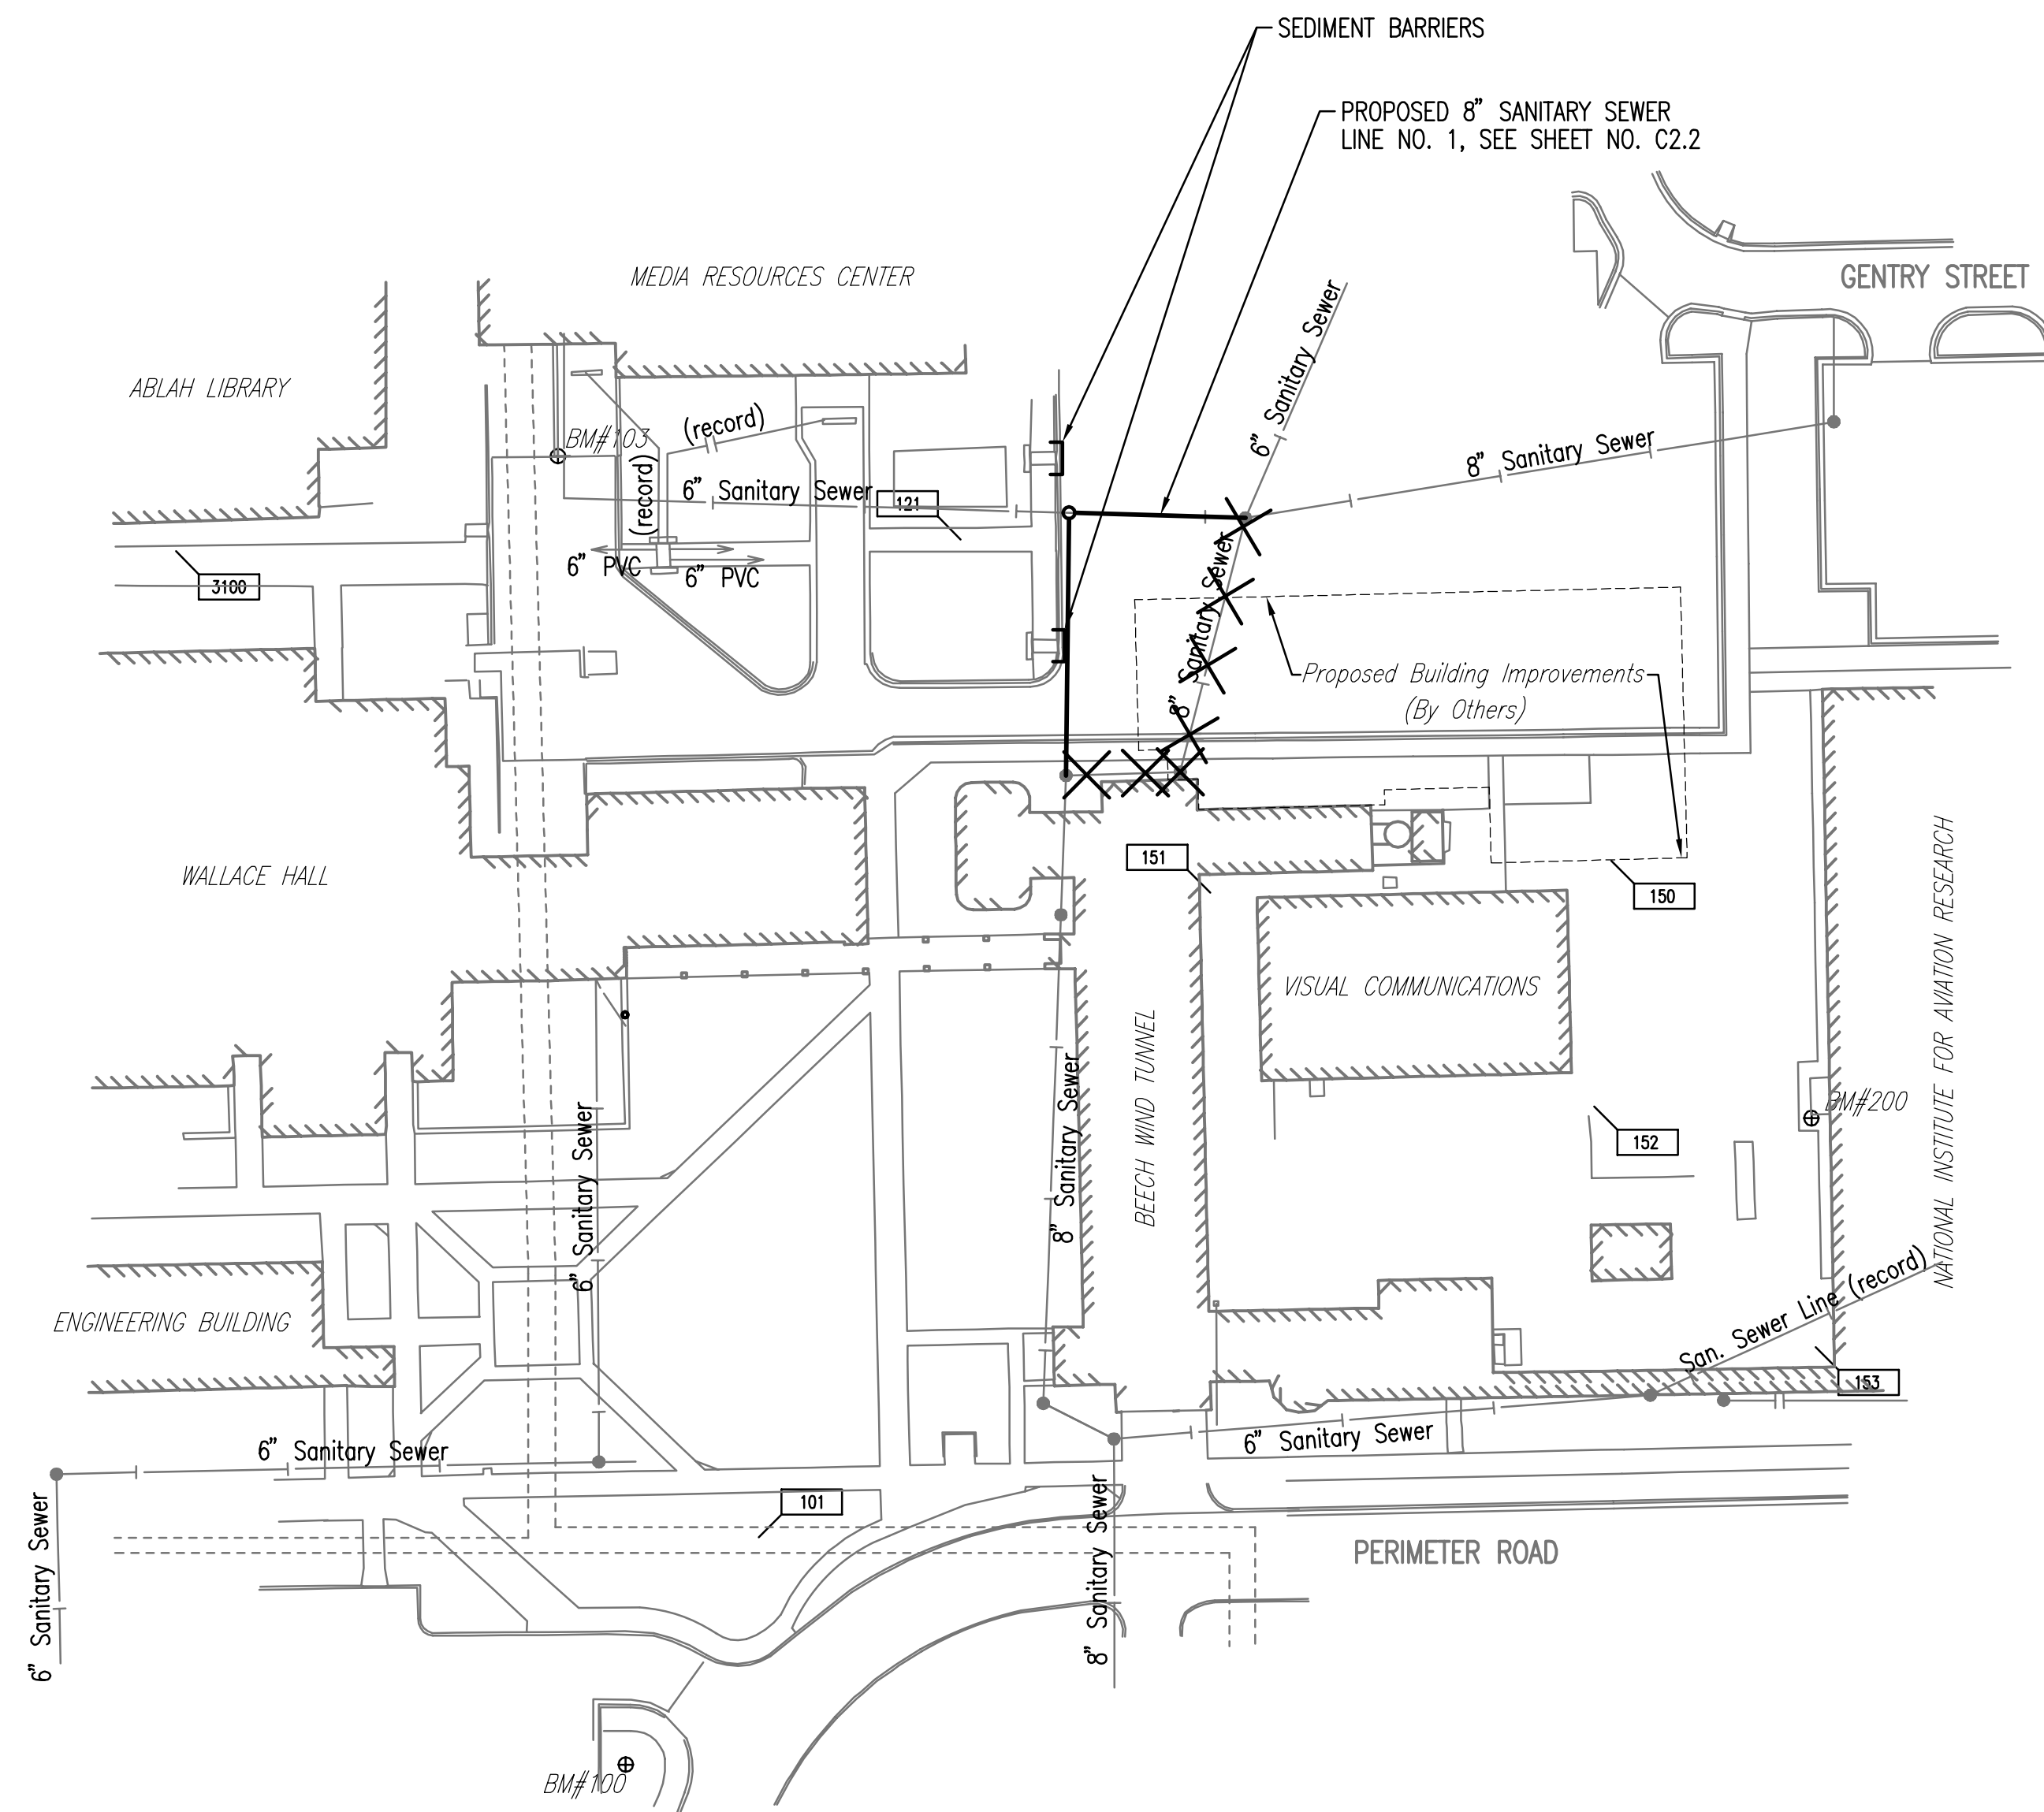 SEDIMENT BARRIERS
PROPOSED 8” SANITARY SEWER
LINE NO. 1, SEE SHEET NO. C2.2
GENTRY STREET
MEDIA RESOURCES CENTER
6” Sanitary Sewer
ABLAH LIBRARY
BM#103
(record)
8” Sanitary Sewer
(record)
6” Sanitary Sewer
121
6” PVC
6” PVC
3100
8” Sanitary Sewer
Proposed Building Improvements
(By Others)
151
WALLACE HALL
150
VISUAL COMMUNICATIONS
NATIONAL INSTITUTE FOR AVIATION RESEARCH
BEECH WIND TUNNEL
BM#200
152
8” Sanitary Sewer
6” Sanitary Sewer
ENGINEERING BUILDING
San. Sewer Line (record)
153
6” Sanitary Sewer
6” Sanitary Sewer
101
6” Sanitary Sewer
8” Sanitary Sewer
PERIMETER ROAD
BM#100